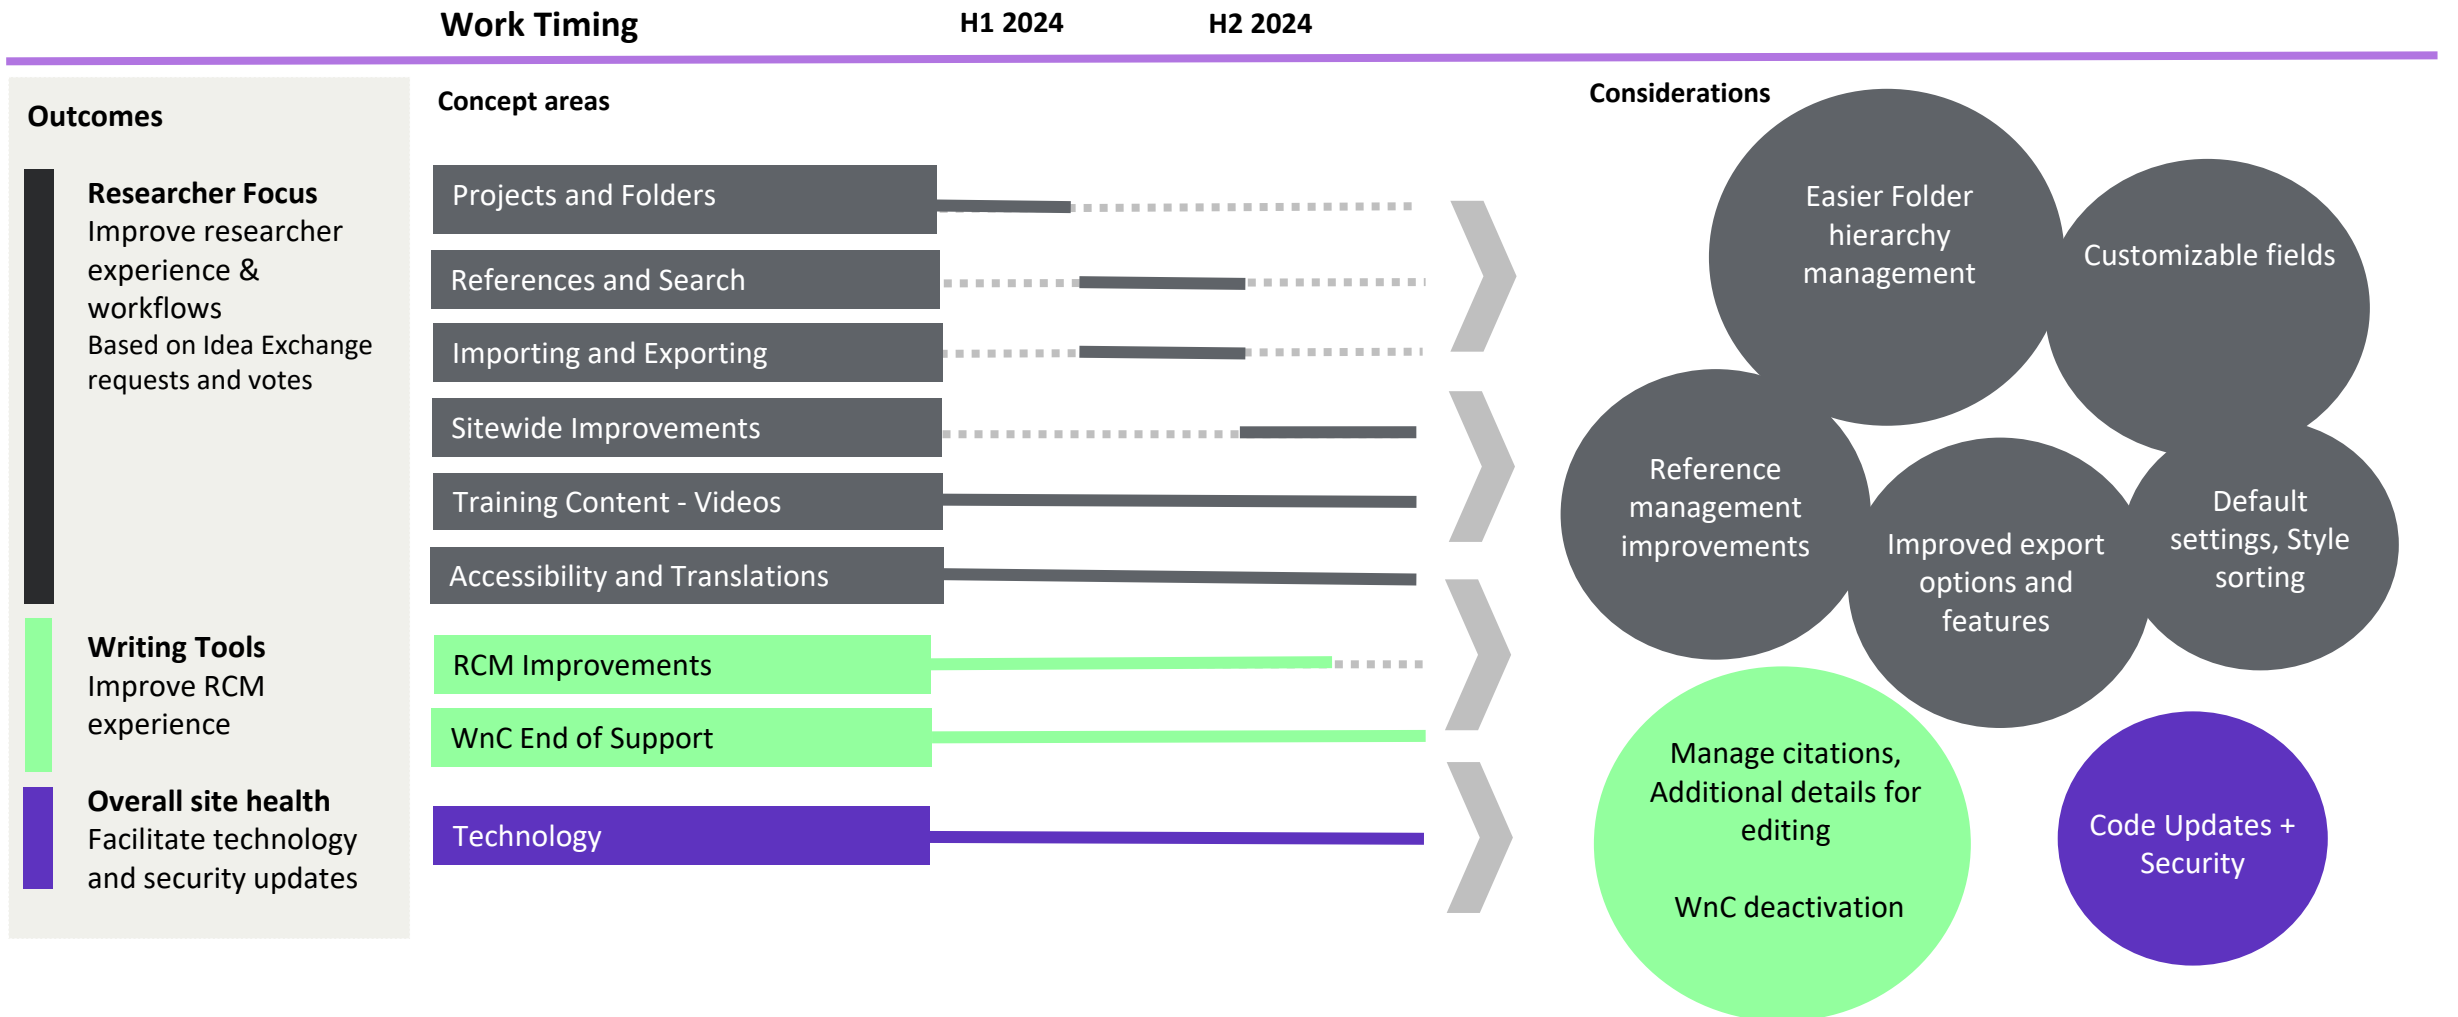 Work Timing
H1 2024
H2 2024
Outcomes
Researcher Focus
Improve researcher
experience &
workflows
Based on Idea Exchange
requests and votes
Writing Tools
Improve RCM
experience
Overall site health
Facilitate technology
and security updates
Concept areas
Projects and Folders
References and Search
Importing and Exporting
Sitewide Improvements
Training Content - Videos
Accessibility and Translations
RCM Improvements
WnC End of Support
Technology
Considerations
Easier Folder
hierarchy
management
Customizable fields
Reference
management
improvements
Improved export
options and
features
Default
settings, Style
sorting
Manage citations,
Additional details for
editing
WnC deactivation
Code Updates +
Security